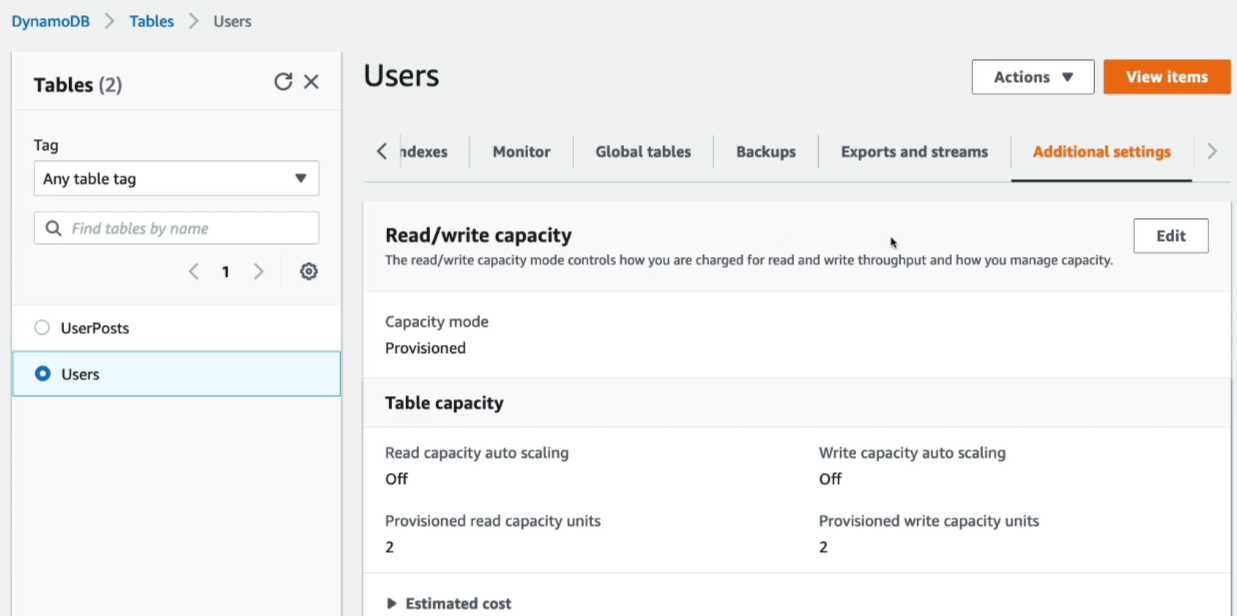 DynamoDB > Tables > Users
Tables (2)
Tag
Any table tag
Find tables by name
1
UserPosts
Users
Users
Actions
View items
ndexes
Monitor
Global tables
Backups
Exports and streams
Additional settings
Read/write capacity
Edit
The read/write capacity mode controls how you are charged for read and write throughput and how you manage capacity.
Capacity mode
Provisioned
Table capacity
Read capacity auto scaling
Off
Write capacity auto scaling
Off
Provisioned read capacity units
2
Provisioned write capacity units
2
Estimated cost